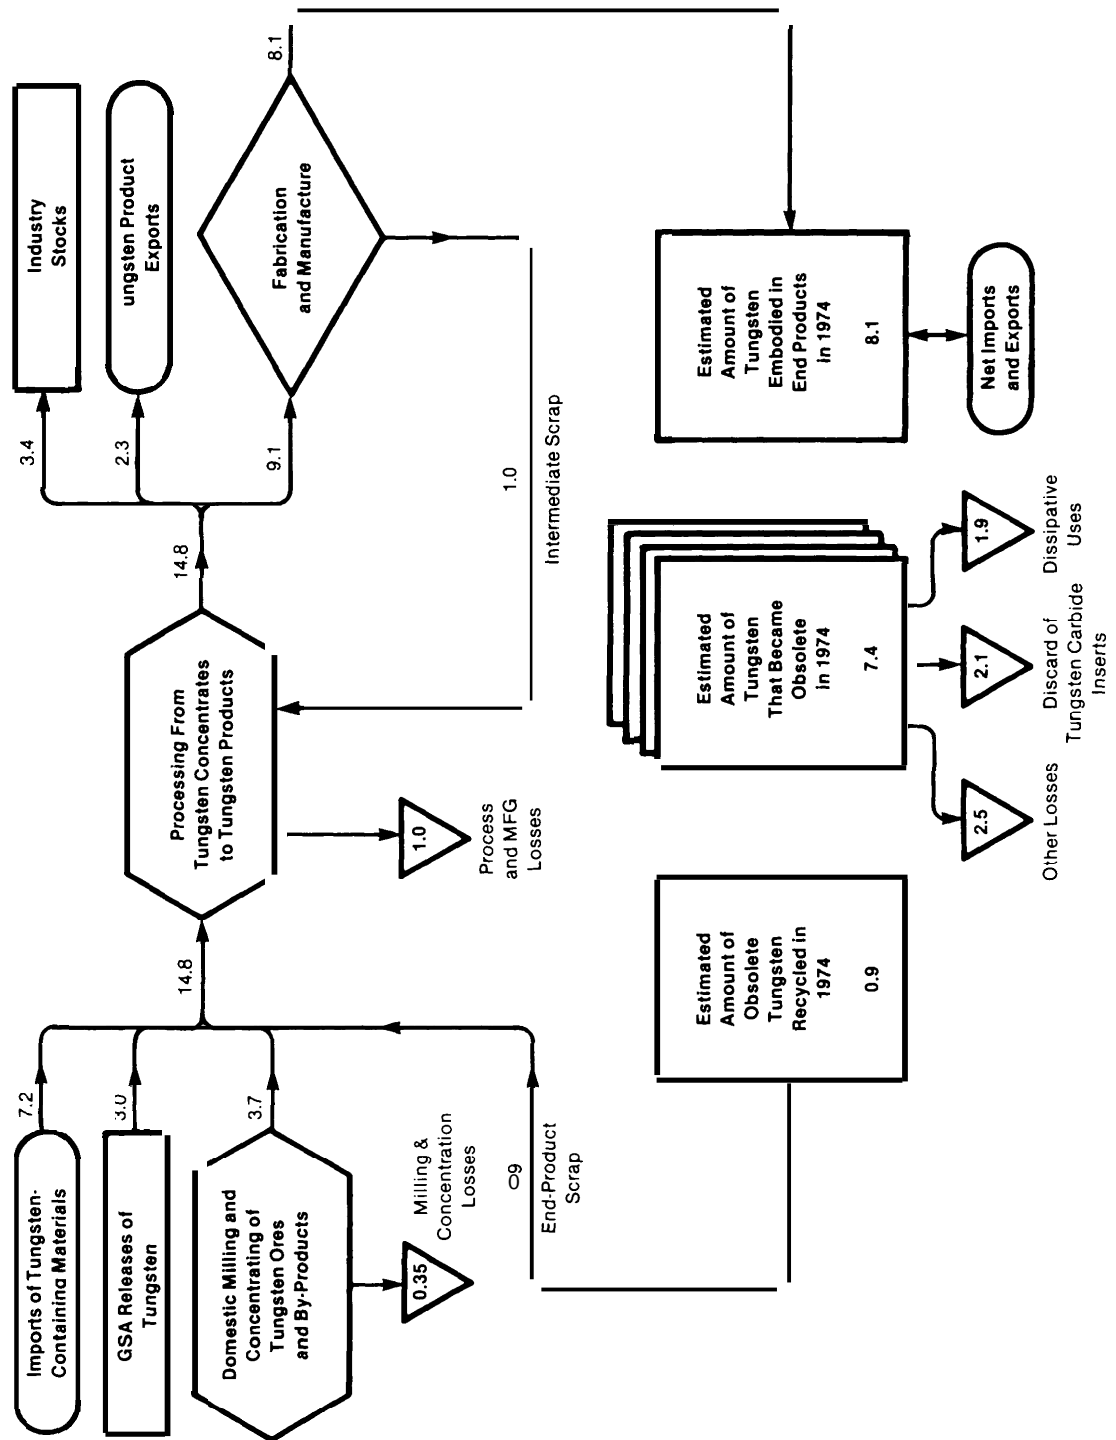 Imports of Tungsten-
Containing Materials
7.2
GSA Releases of
Tungsten
3.0
Domestic Milling and
Concentrating of
Tungsten Ores
and By-Products
3.7
0.35
Milling &
Concentration
Losses
09
End-Product
Scrap
14.8
Processing From
Tungsten Concentrates
to Tungsten Products
1.0
Process
and MFG
Losses
14.8
3.4
Industry
Stocks
2.3
ungsten Product
Exports
9.1
Fabrication
and Manufacture
8.1
1.0
Intermediate Scrap
Estimated
Amount of
Obsolete
Tungsten
Recycled in
1974
0.9
Estimated
Amount of
Tungsten
That Became
Obsolete
in 1974
7.4
2.5
Other Losses
2.1
Discard of
Tungsten Carbide
Inserts
1.9
Dissipative
Uses
Estimated
Amount of
Tungsten
Embodied in
End Products
in 1974
8.1
Net Imports
and Exports